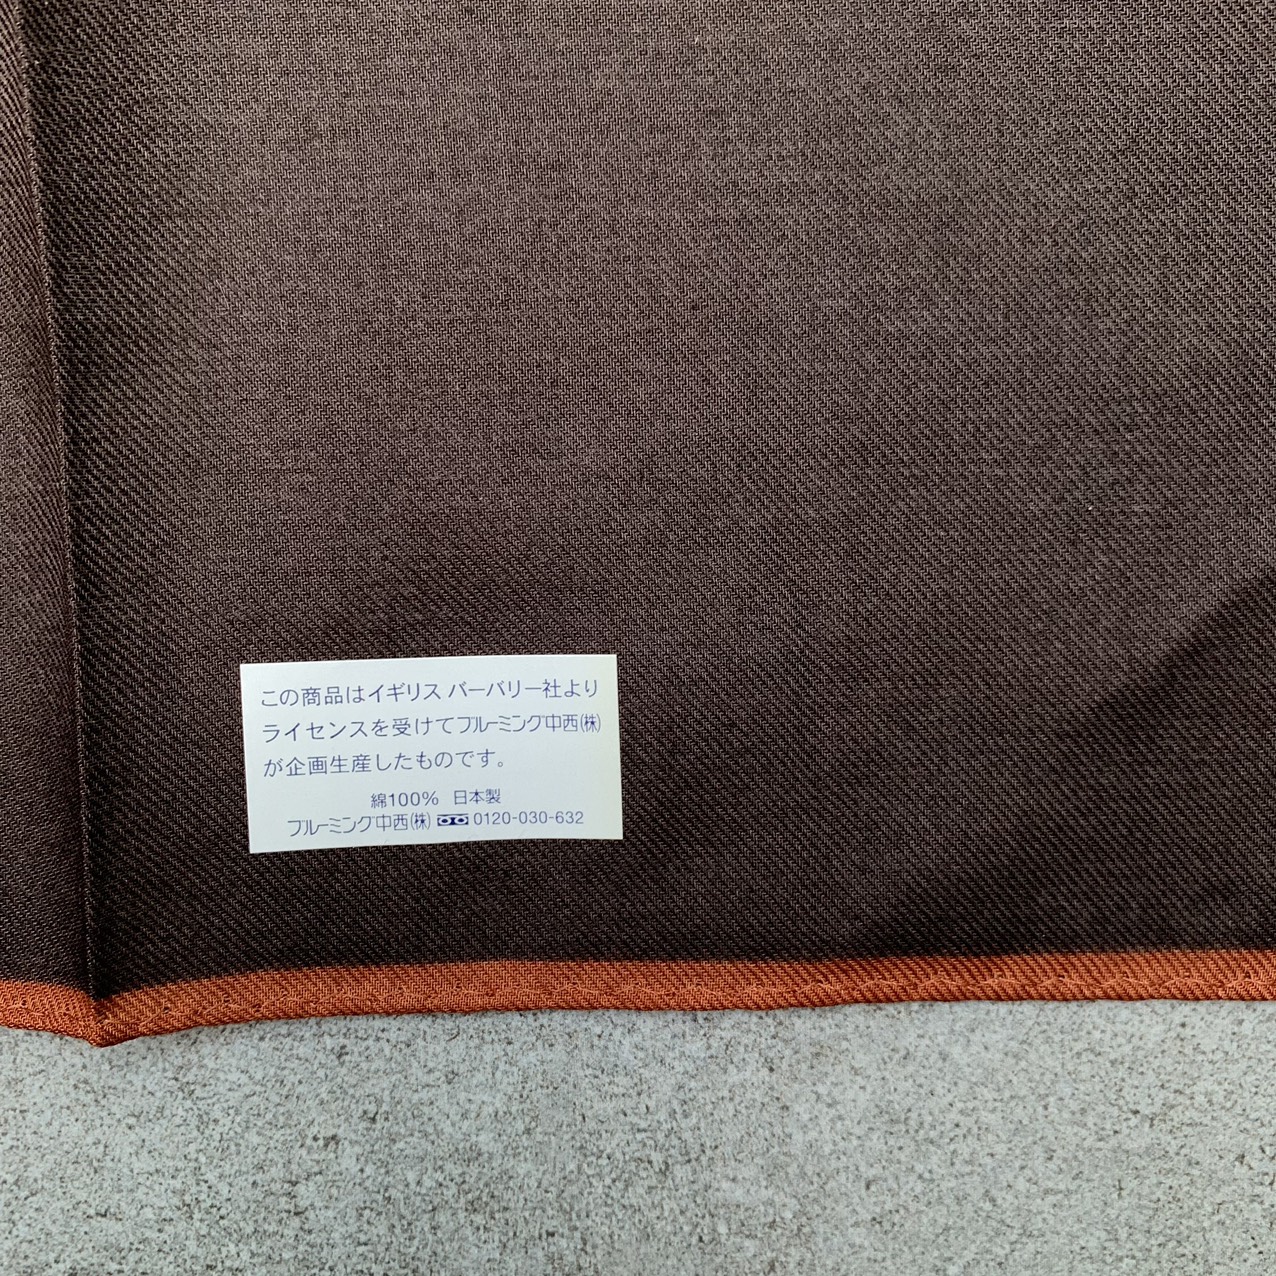 この商品はイギリス バーバリー社より
ライセンスを受けてブルーミング中西㈱
が企画生産したものです。
綿100% 日本製
ブルーミング中西㈱ 0120-030-632